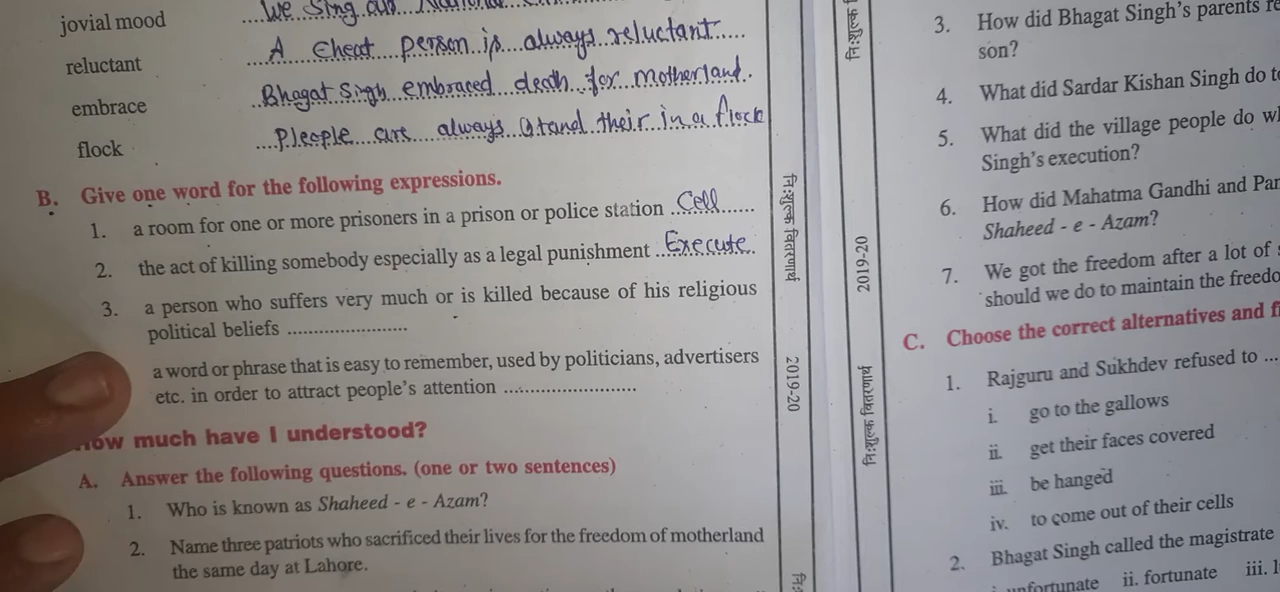 jovial mood ...We Sing our National
reluctant ...A cheat person is always reluctant.....
embrace ..Bhagat Singh embraced death for motherland..
flock ....Pleople are always stand their in a flock
B. Give one word for the following expressions.
1. a room for one or more prisoners in a prison or police station ..Cell......
2. the act of killing somebody especially as a legal punishment ..Execute.
3. a person who suffers very much or is killed because of his religious
political beliefs ......................
a word or phrase that is easy to remember, used by politicians, advertisers
etc. in order to attract people's attention ........................
How much have I understood?
A. Answer the following questions. (one or two sentences)
1. Who is known as Shaheed - e - Azam?
2. Name three patriots who sacrificed their lives for the freedom of motherland
the same day at Lahore.
नि:शुल्क वितरणार्थ 2019-20
नि:
नि:शुल्क
2019-20
नि:शुल्क वितरणार्थ
3. How did Bhagat Singh's parents
son?
4. What did Sardar Kishan Singh do
5. What did the village people do
Singh's execution?
6. How did Mahatma Gandhi and
Shaheed - e - Azam?
7. We got the freedom after a lot of
should we do to maintain the
C. Choose the correct alternatives and
1. Rajguru and Sukhdev refused to ...
i. go to the gallows
ii. get their faces covered
iii. be hanged
iv. to come out of their cells
2. Bhagat Singh called the magistrate
i. unfortunate ii. fortunate iii.